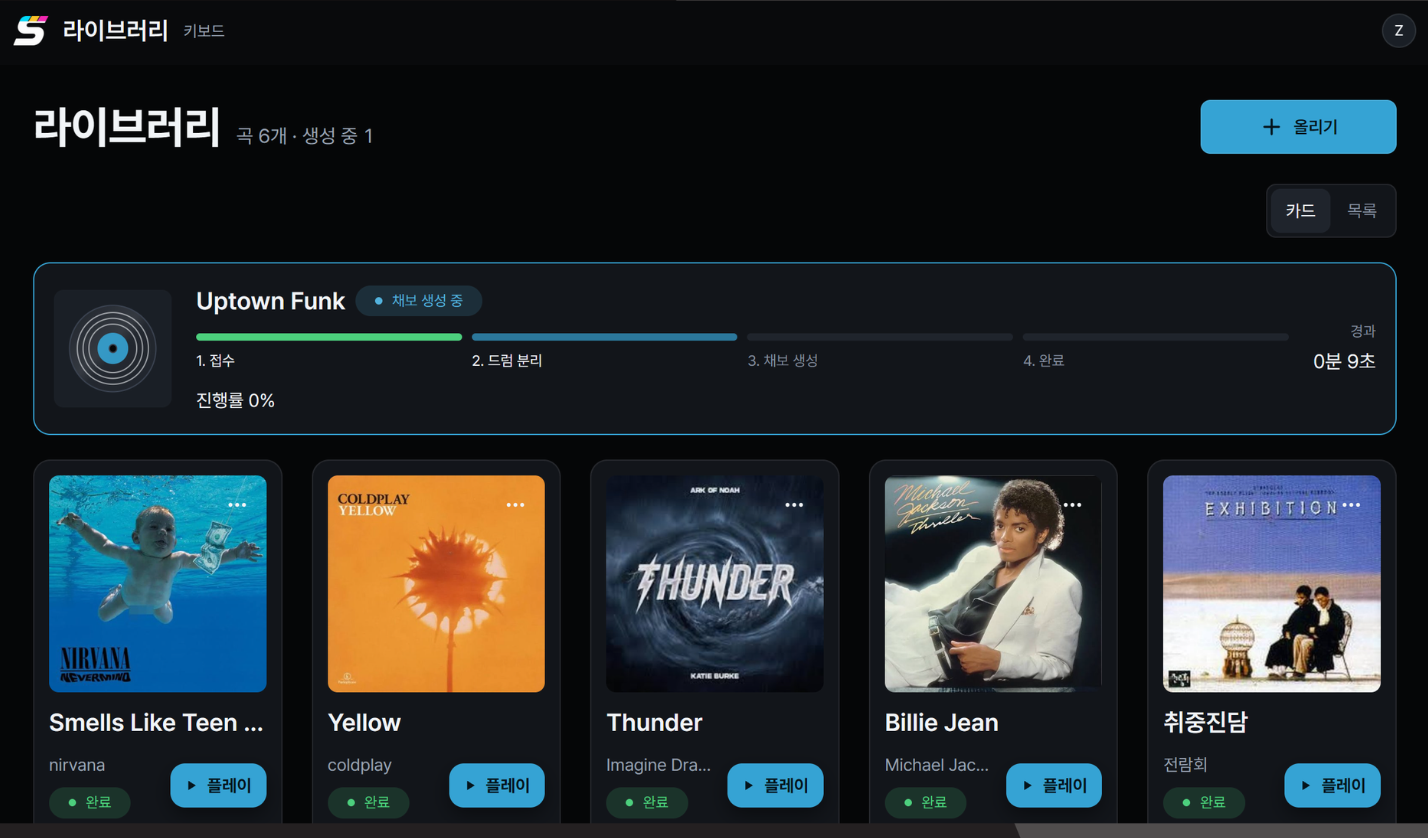 라이브러리 키보드
Z
라이브러리 곡 6개 · 생성 중 1
+ 올리기
카드 목록
Uptown Funk 채보 생성 중
1. 접수
2. 드럼 분리
3. 채보 생성
4. 완료
진행률 0%
경과
0분 9초
NIRVANA
NEVERMIND
Smells Like Teen ...
nirvana
완료
플레이
COLDPLAY
YELLOW
Yellow
coldplay
완료
플레이
ARK OF NOAH
THUNDER
KATIE BURKE
Thunder
Imagine Dra...
완료
플레이
Michael
Jackson
Thriller
Billie Jean
Michael Jac...
완료
플레이
EXHIBITION
취중진담
전람회
완료
플레이